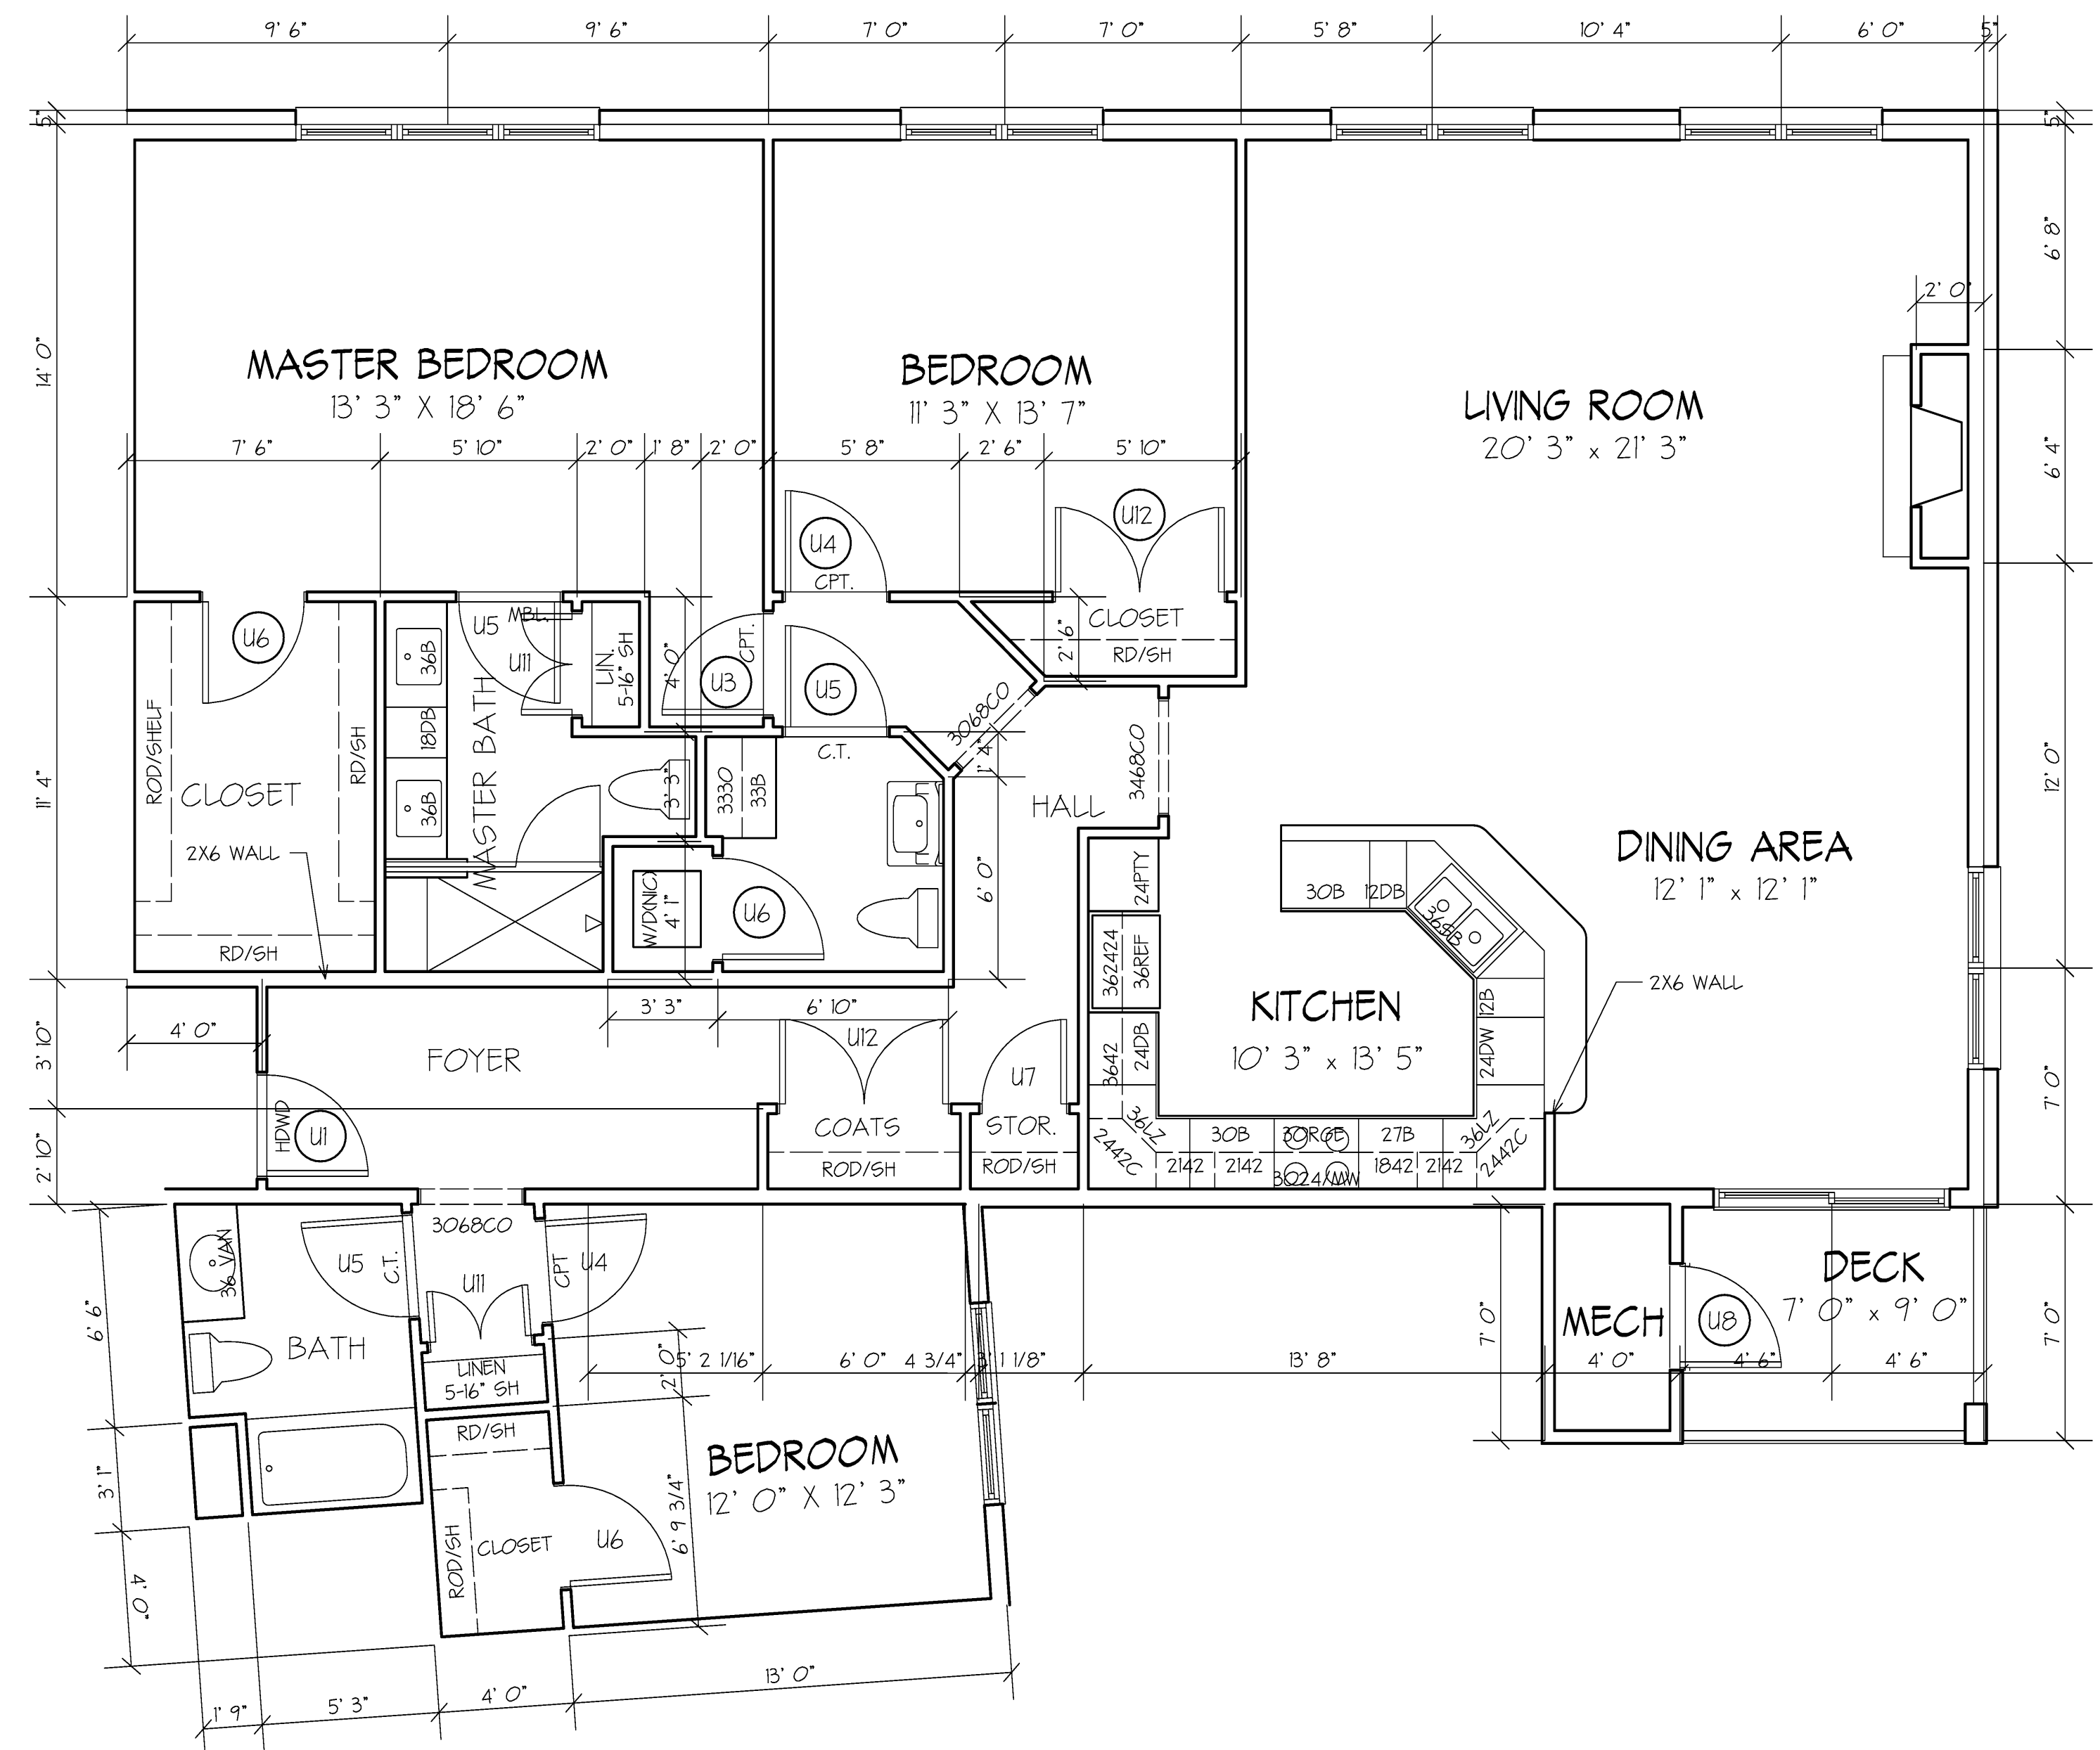 9' 6" 9' 6" 7' 0" 7' 0" 5' 8" 10' 4" 6' 0" 5"
5" 5"
14' 0"
6' 8"
2' 0"
MASTER BEDROOM
13' 3" X 18' 6"
BEDROOM
11' 3" X 13' 7"
LIVING ROOM
20' 3" x 21' 3"
7' 6" 5' 10" 2' 0" 1' 8" 2' 0" 5' 8" 2' 6" 5' 10"
6' 4"
U12
U4
CPT.
U6
U5
MBL.
U11
LIN.
5-16" SH
4' 0"
CPT.
U3
U5
C.T.
CLOSET
RD/SH
2' 6"
3068CO
1' 4"
3468CO
36B
18DB
36B
MASTER BATH
ROD/SHELF
RD/SH
CLOSET
11' 4"
3' 3"
3330
33B
HALL
12' 0"
2X6 WALL
RD/SH
W/D(NIC)
4' 1"
U6
6' 0"
24PTY
362424
36REF
3642
24DB
30B
12DB
36SB
12B
24DW
DINING AREA
12' 1" x 12' 1"
2X6 WALL
KITCHEN
10' 3" x 13' 5"
7' 0"
4' 0"
3' 10"
3' 3" 6' 10"
FOYER
U12
U7
HDWD
U1
COATS
ROD/SH
STOR.
ROD/SH
2' 10"
36LZ
2442C
30B
30RGE
27B
36LZ
2442C
2142 2142 3024/MW 1842 2142
3068CO
36 VAN
U5
C.T.
U11
CPT
U4
BATH
LINEN
5-16" SH
6' 6"
2' 0"
5' 2 1/16" 6' 0" 4 3/4" 1 1/8" 13' 8" 4' 0" 4' 6" 4' 6"
7' 0"
MECH
U8
DECK
7' 0" x 9' 0"
7' 0"
RD/SH
BEDROOM
12' 0" X 12' 3"
3' 1"
6' 9 3/4"
ROD/SH
CLOSET
U6
4' 0"
1' 9" 5' 3" 4' 0" 13' 0"